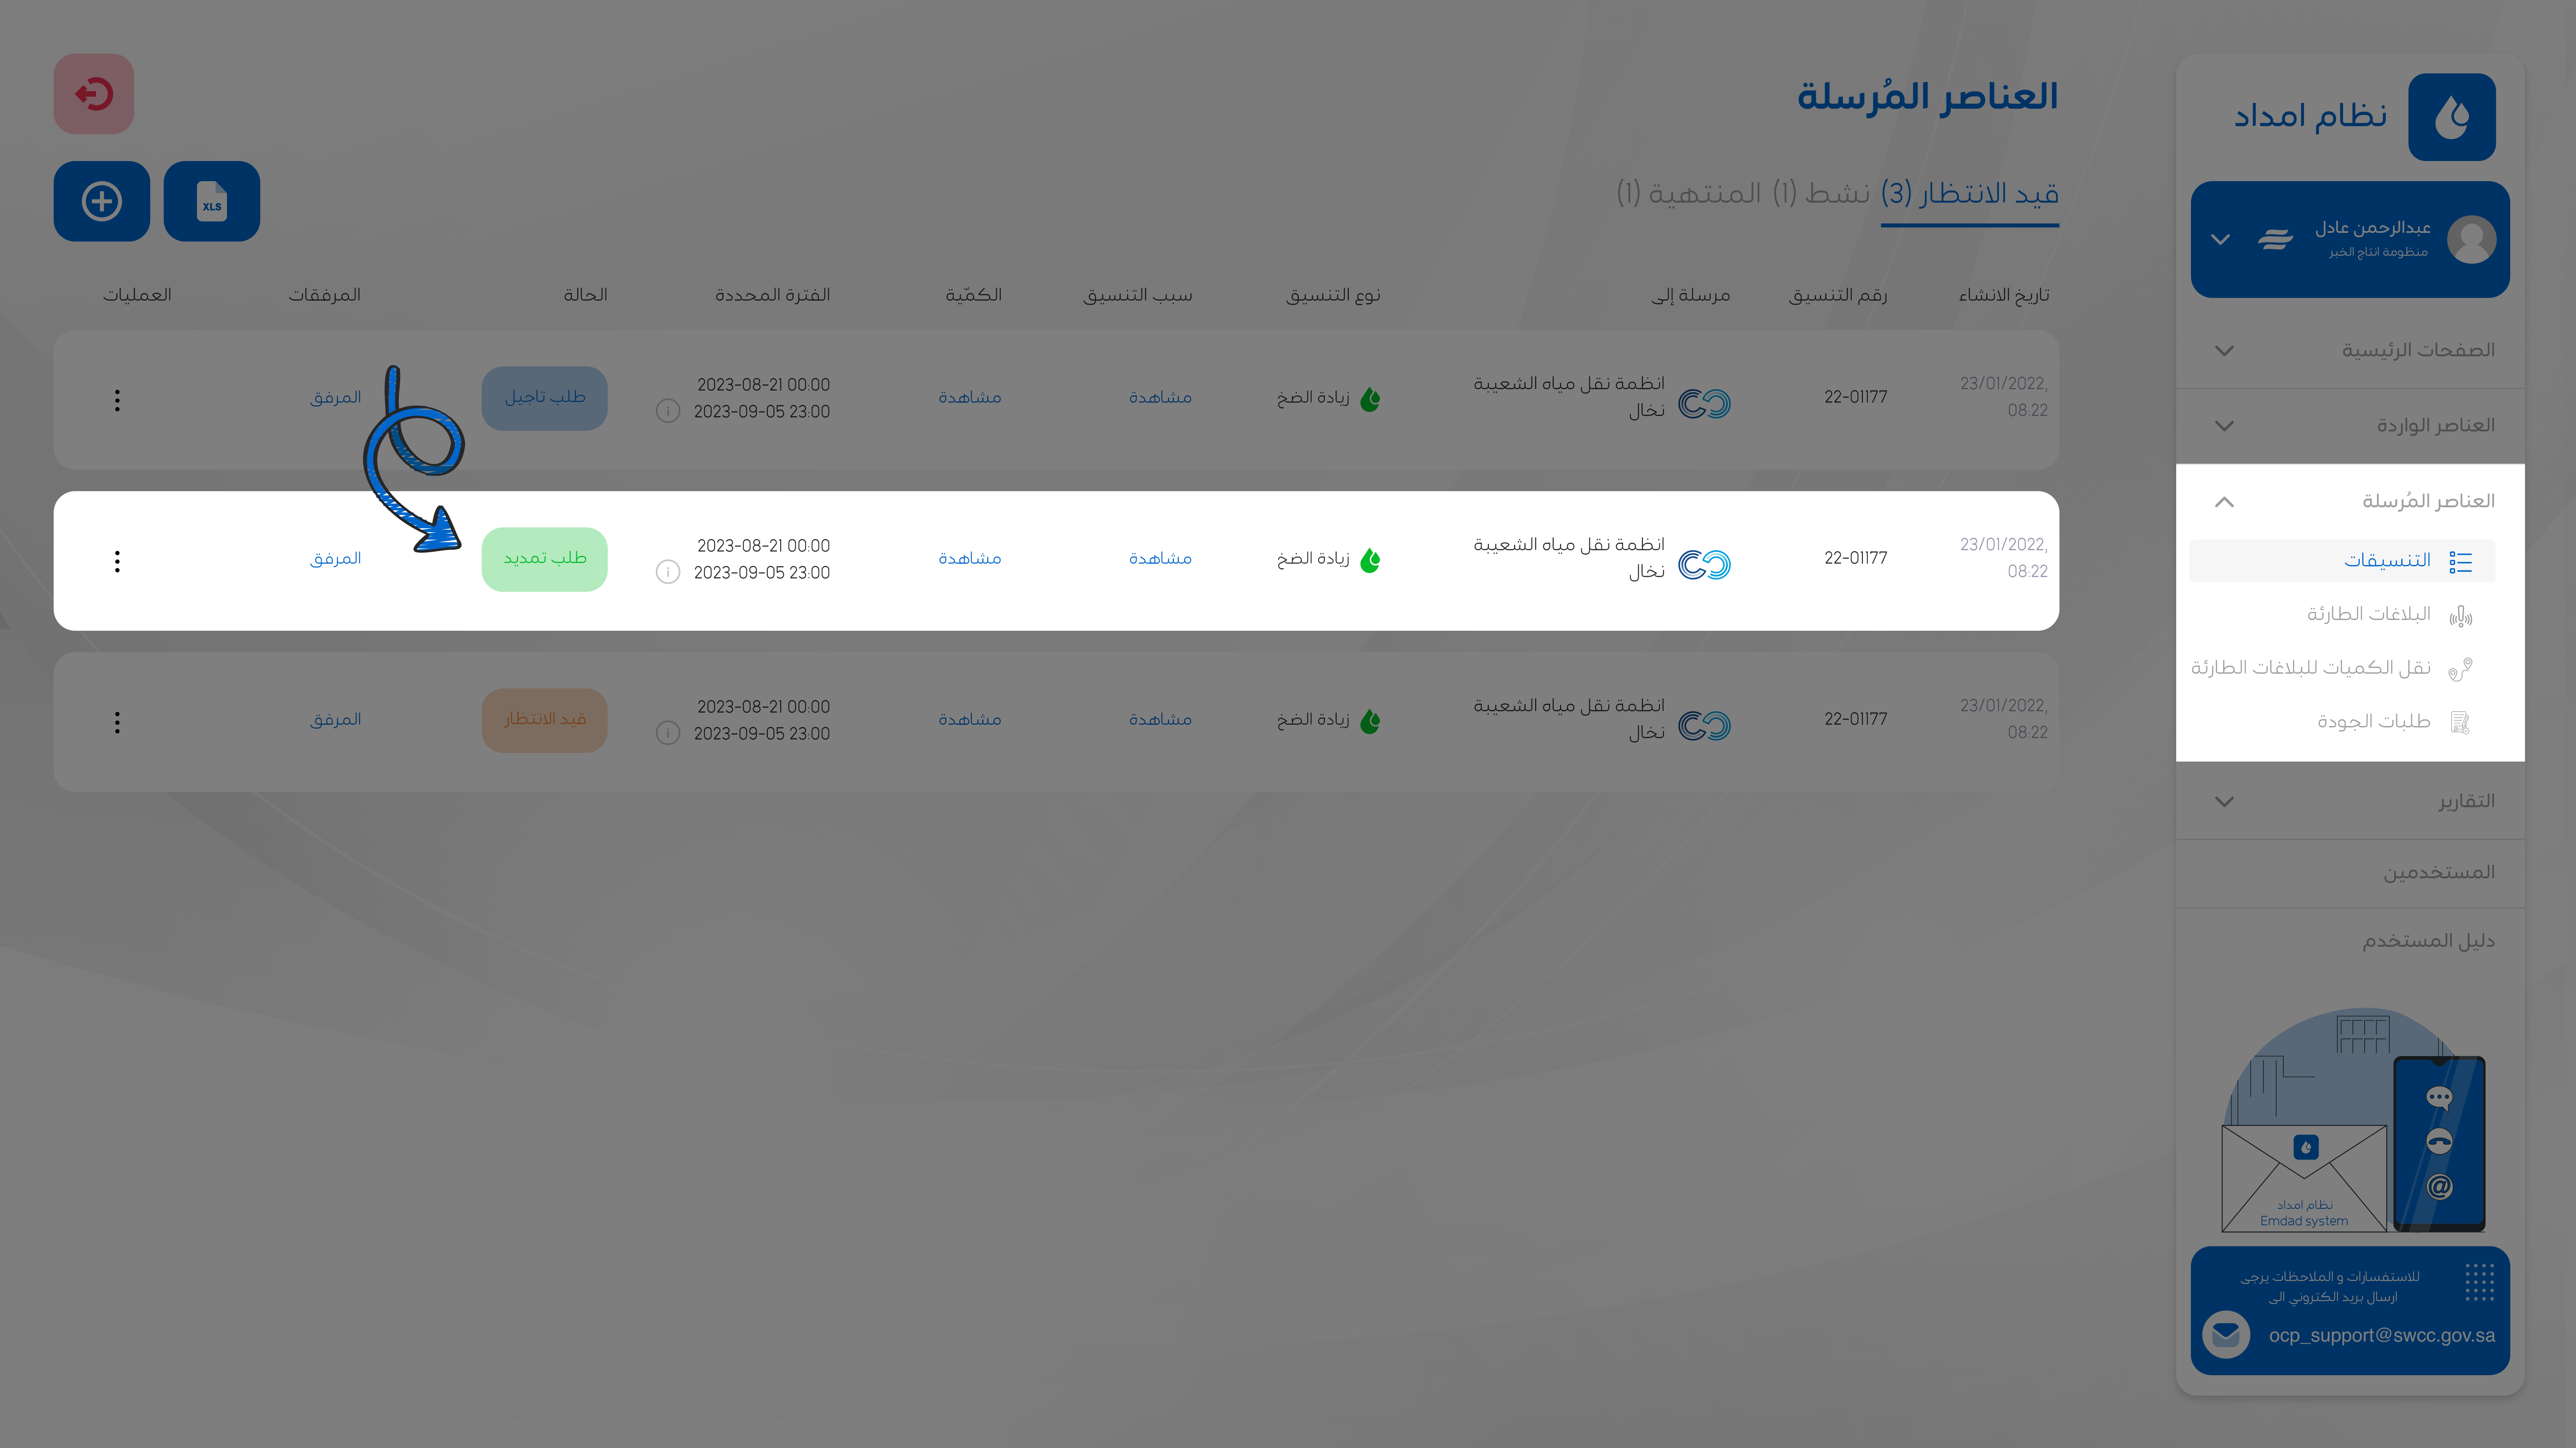 نظام امداد
عبدالرحمن عادل
منظومة انتاج الخبر
الصفحات الرئيسية
العناصر الواردة
العناصر المُرسلة
التنسيقات
البلاغات الطارئة
نقل الكميات للبلاغات الطارئة
طلبات الجودة
التقارير
المستخدمين
دليل المستخدم
نظام امداد
Emdad system
للاستفسارات و الملاحظات يرجى
ارسال بريد الكتروني الى
ocp_support@swcc.gov.sa
العناصر المُرسلة
قيد الانتظار (3) نشط (1) المنتهية (1)
XLS
تاريخ الانشاء رقم التنسيق مرسلة إلى نوع التنسيق سبب التنسيق الكمّية الفترة المحددة الحالة المرفقات العمليات
23/01/2022,
08:22
22-01177
انظمة نقل مياه الشعيبة
نخال
زيادة الضخ
مشاهدة
مشاهدة
2023-08-21 00:00
2023-09-05 23:00
طلب تاجيل
المرفق
23/01/2022,
08:22
22-01177
انظمة نقل مياه الشعيبة
نخال
زيادة الضخ
مشاهدة
مشاهدة
2023-08-21 00:00
2023-09-05 23:00
طلب تمديد
المرفق
23/01/2022,
08:22
22-01177
انظمة نقل مياه الشعيبة
نخال
زيادة الضخ
مشاهدة
مشاهدة
2023-08-21 00:00
2023-09-05 23:00
قيد الانتظار
المرفق